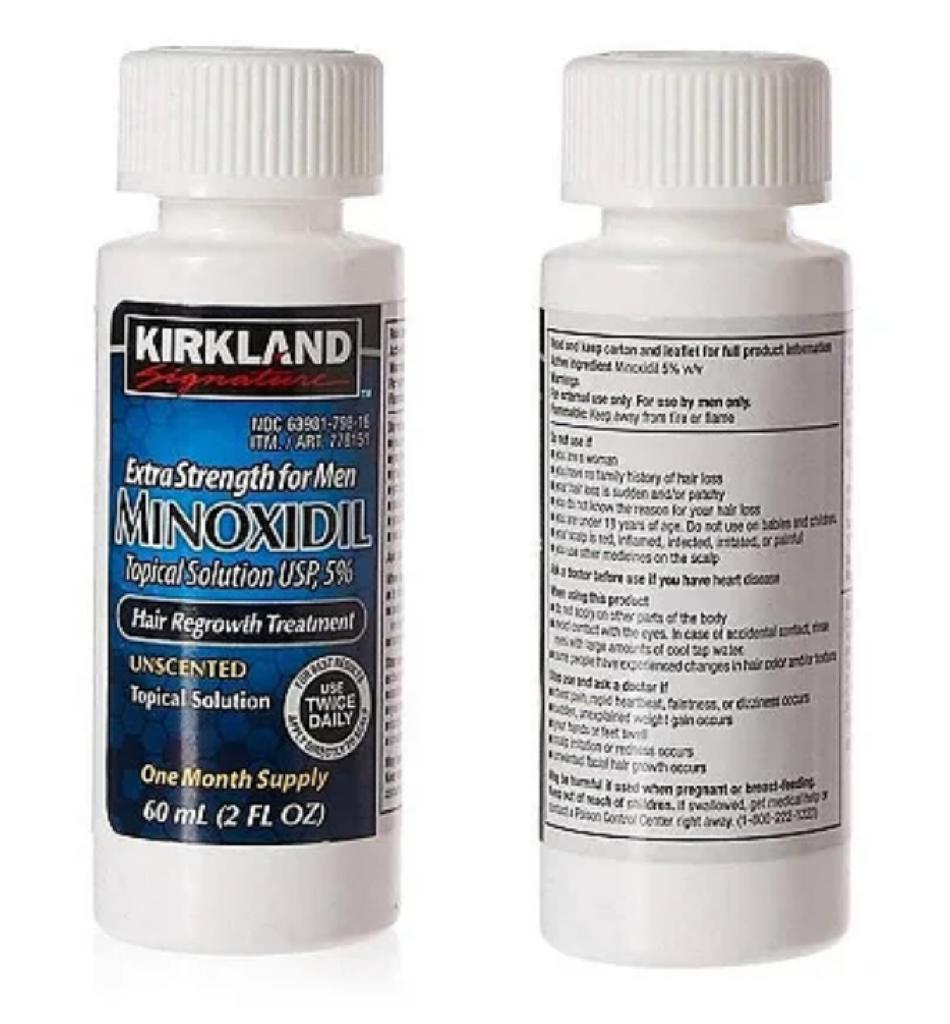 KIRKLAND
Signature™
NDC 63981-798-16
ITM. / ART. 778151
Extra Strength for Men
MINOXIDIL
Topical Solution USP, 5%
Hair Regrowth Treatment
UNSCENTED
Topical Solution
FOR BEST RESULTS
USE
TWICE
DAILY
APPLY DIRECTLY TO
One Month Supply
60 mL (2 FL OZ)
Read and keep carton and leaflet for full product information
Active ingredient Minoxidil 5% w/v
Warnings
For external use only. For use by men only.
Flammable: Keep away from fire or flame
Do not use if
■ you are a woman
■ you have no family history of hair loss
■ your hair loss is sudden and/or patchy
■ you do not know the reason for your hair loss
■ you are under 18 years of age. Do not use on babies and children.
■ your scalp is red, inflamed, infected, irritated, or painful
■ you use other medicines on the scalp
Ask a doctor before use if you have heart disease
When using this product
■ do not apply on other parts of the body
■ avoid contact with the eyes. In case of accidental contact, rinse
eyes with large amounts of cool tap water.
■ some people have experienced changes in hair color and/or texture
Stop use and ask a doctor if
■ chest pain, rapid heartbeat, faintness, or dizziness occurs
■ sudden, unexplained weight gain occurs
■ your hands or feet swell
■ scalp irritation or redness occurs
■ unwanted facial hair growth occurs
May be harmful if used when pregnant or breast-feeding.
Keep out of reach of children. If swallowed, get medical help or
contact a Poison Control Center right away. (1-800-222-1222)